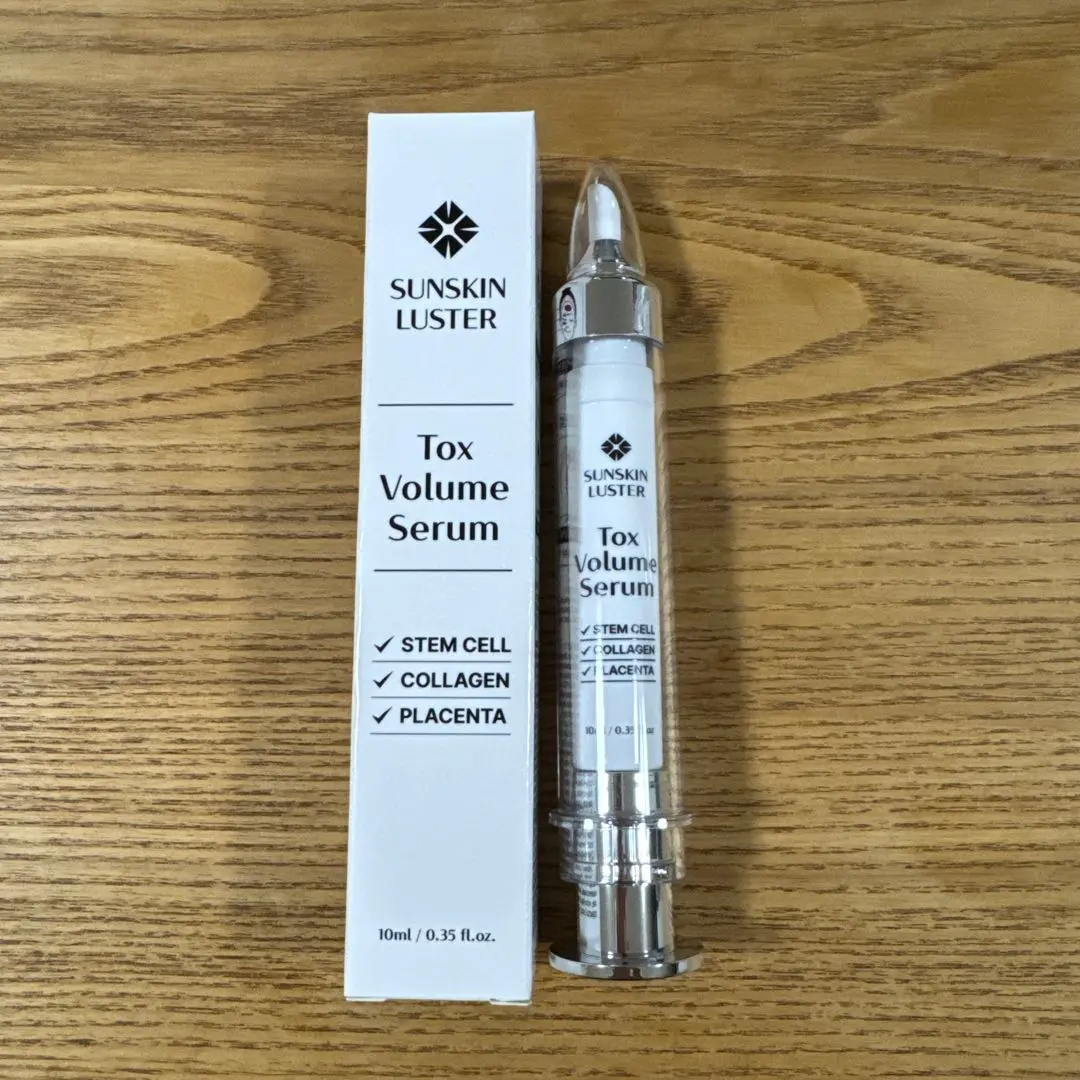 SUNSKIN
LUSTER
Tox
Volume
Serum
✓ STEM CELL
✓ COLLAGEN
✓ PLACENTA
10ml / 0.35 fl.oz.
SUNSKIN
LUSTER
Tox
Volume
Serum
✓ STEM CELL
✓ COLLAGEN
✓ PLACENTA